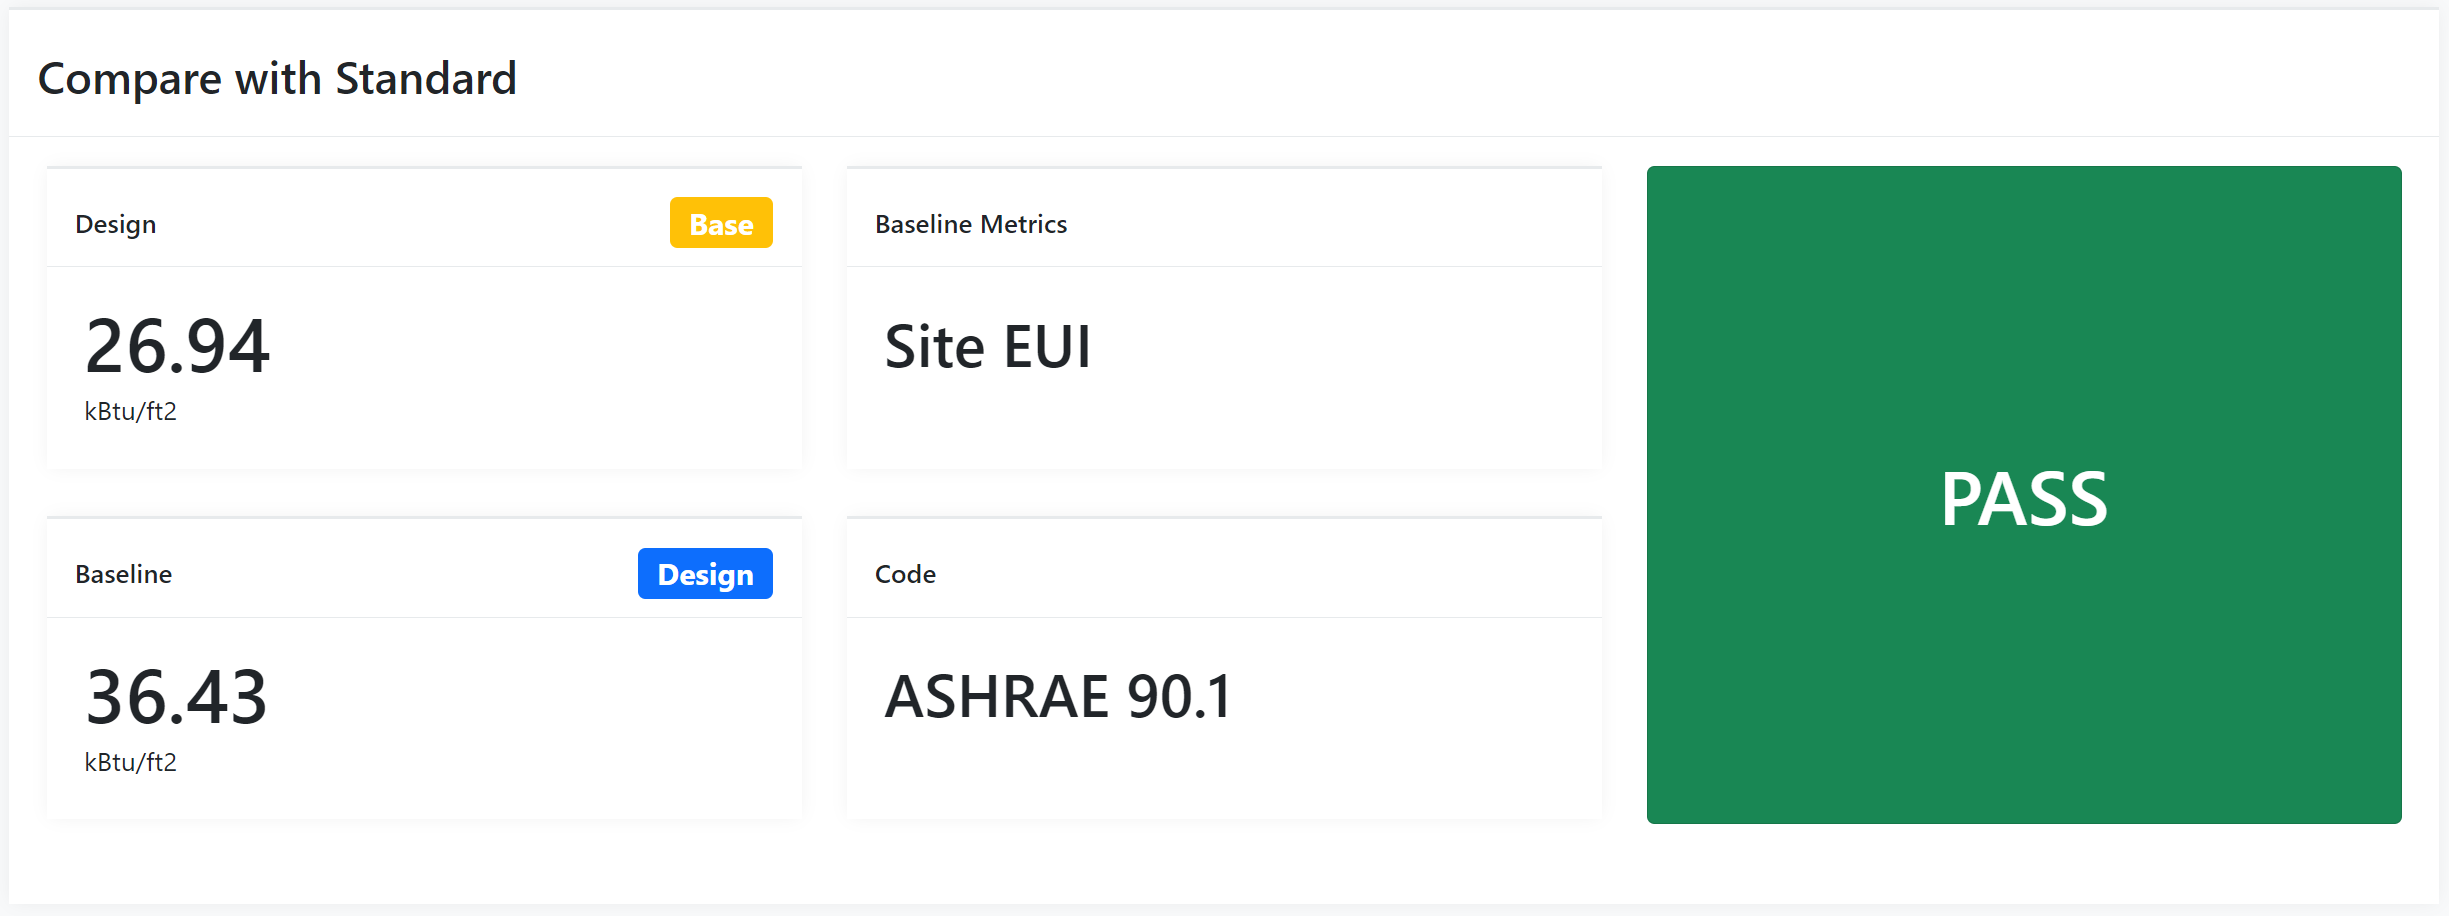 Compare with Standard
Design
Base
26.94
kBtu/ft2
Baseline Metrics
Site EUI
Baseline
Design
36.43
kBtu/ft2
Code
ASHRAE 90.1
PASS